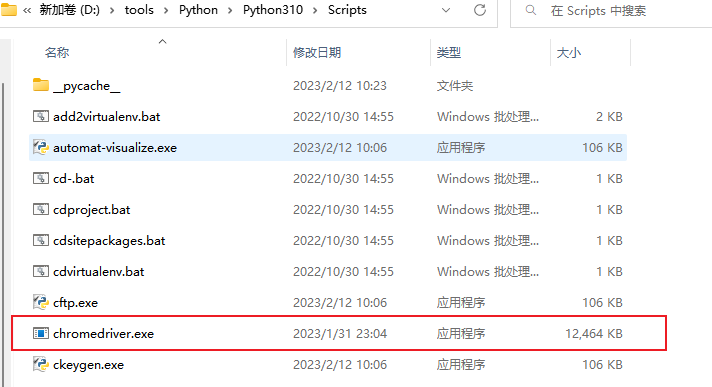 « 新加卷 (D:) › tools › Python › Python310 › Scripts
在 Scripts 中搜索
名称 修改日期 类型 大小
__pycache__ 2023/2/12 10:23 文件夹
add2virtualenv.bat 2022/10/30 14:55 Windows 批处理... 2 KB
automat-visualize.exe 2023/2/12 10:06 应用程序 106 KB
cd-.bat 2022/10/30 14:55 Windows 批处理... 1 KB
cdproject.bat 2022/10/30 14:55 Windows 批处理... 1 KB
cdsitepackages.bat 2022/10/30 14:55 Windows 批处理... 1 KB
cdvirtualenv.bat 2022/10/30 14:55 Windows 批处理... 1 KB
cftp.exe 2023/2/12 10:06 应用程序 106 KB
chromedriver.exe 2023/1/31 23:04 应用程序 12,464 KB
ckeygen.exe 2023/2/12 10:06 应用程序 106 KB